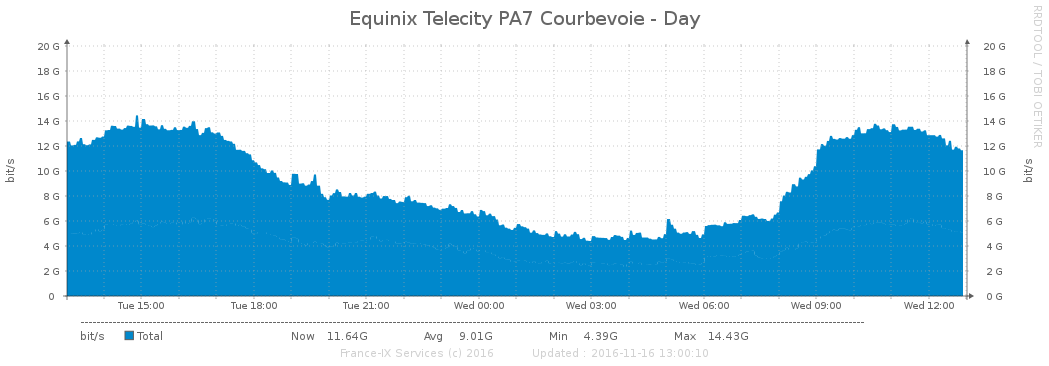 Equinix Telecity PA7 Courbevoie - Day
RRDTOOL / TOBI OETIKER
bit/s
20 G 20 G
18 G 18 G
16 G 16 G
14 G 14 G
12 G 12 G
10 G 10 G
8 G 8 G
6 G 6 G
4 G 4 G
2 G 2 G
0 0 G
bit/s
Tue 15:00 Tue 18:00 Tue 21:00 Wed 00:00 Wed 03:00 Wed 06:00 Wed 09:00 Wed 12:00
bit/s Total Now 11.64G Avg 9.01G Min 4.39G Max 14.43G
France-IX Services (c) 2016 Updated : 2016-11-16 13:00:10